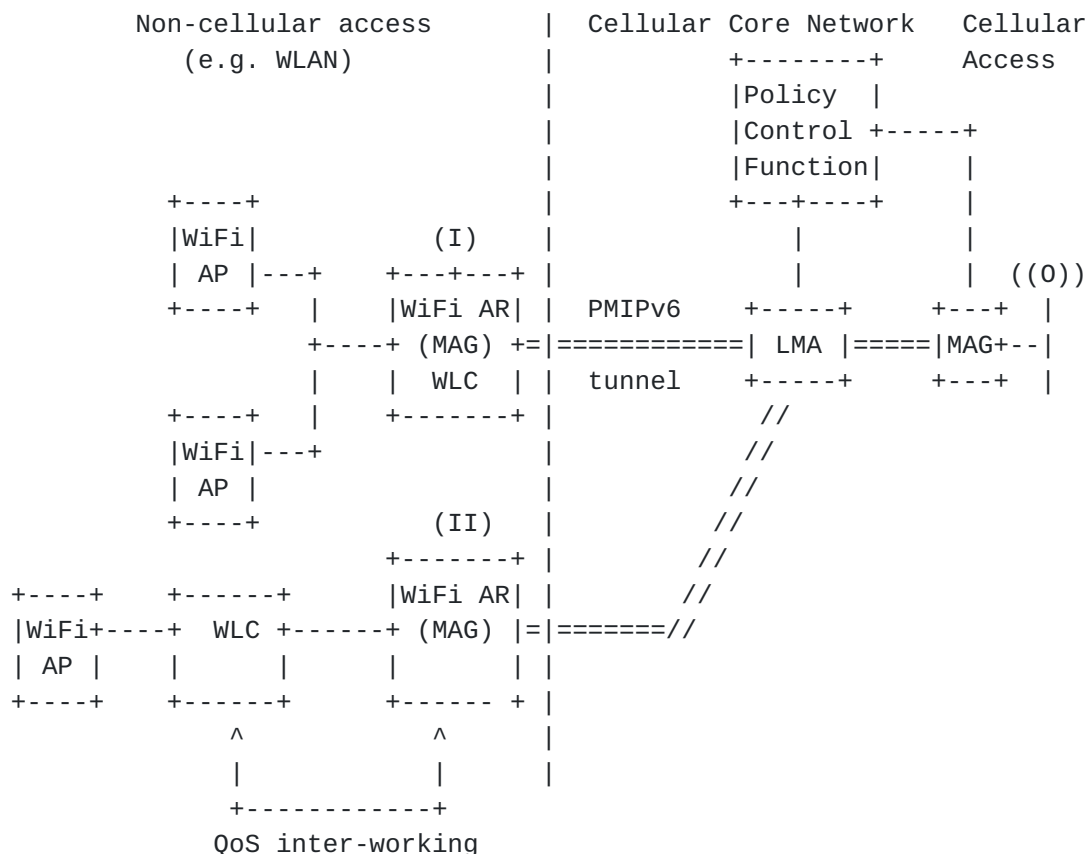 Non-cellular access | Cellular Core Network Cellular
(e.g. WLAN) | +--------+ Access
| |Policy |
| |Control +-----+
| |Function| |
+----+ | +---+----+ |
|WiFi| (I) | | |
| AP |---+ +---+---+ | | | ((O))
+----+ | |WiFi AR| | PMIPv6 +-----+ +---+ |
+----+ (MAG) +=|============| LMA |=====|MAG+--|
| | WLC | | tunnel +-----+ +---+ |
+----+ | +-------+ | //
|WiFi|---+ | //
| AP | | //
+----+ (II) | //
+-------+ | //
+----+ +------+ |WiFi AR| | //
|WiFi+----+ WLC +------+ (MAG) |=|=======//
| AP | | | | | |
+----+ +------+ +------ + |
^ ^ |
| | |
+------------+
QoS inter-working